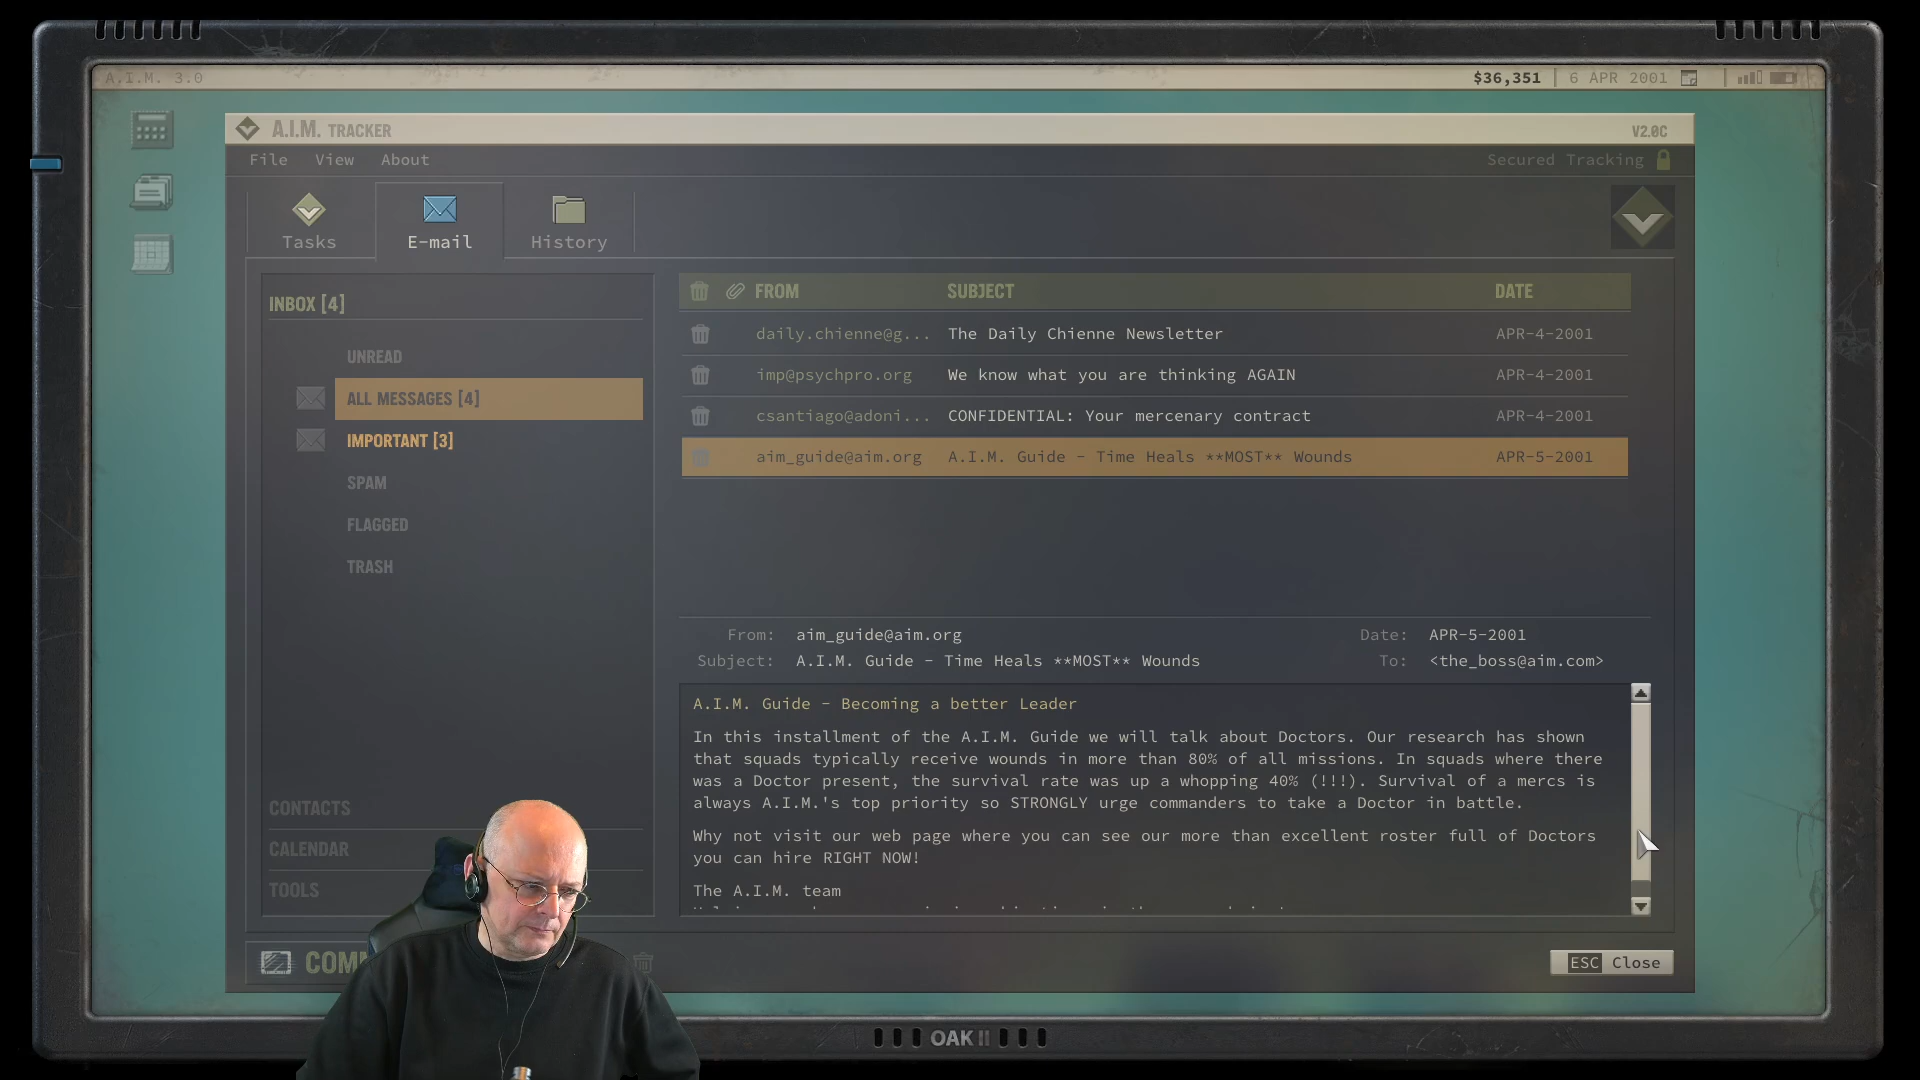 A.I.M. 3.0
$36,351
6 APR 2001
A.I.M. TRACKER
V2.0C
File View About
Secured Tracking
Tasks
E-mail
History
INBOX [4]
UNREAD
ALL MESSAGES [4]
IMPORTANT [3]
SPAM
FLAGGED
TRASH
CONTACTS
CALENDAR
TOOLS
FROM SUBJECT DATE
daily.chienne@g... The Daily Chienne Newsletter APR-4-2001
imp@psychpro.org We know what you are thinking AGAIN APR-4-2001
csantiago@adoni... CONFIDENTIAL: Your mercenary contract APR-4-2001
aim_guide@aim.org A.I.M. Guide - Time Heals **MOST** Wounds APR-5-2001
From: aim_guide@aim.org Date: APR-5-2001
Subject: A.I.M. Guide - Time Heals **MOST** Wounds To: <the_boss@aim.com>
A.I.M. Guide - Becoming a better Leader
In this installment of the A.I.M. Guide we will talk about Doctors. Our research has shown
that squads typically receive wounds in more than 80% of all missions. In squads where there
was a Doctor present, the survival rate was up a whopping 40% (!!!). Survival of a mercs is
always A.I.M.'s top priority so STRONGLY urge commanders to take a Doctor in battle.
Why not visit our web page where you can see our more than excellent roster full of Doctors
you can hire RIGHT NOW!
The A.I.M. team
ESC Close
OAK II